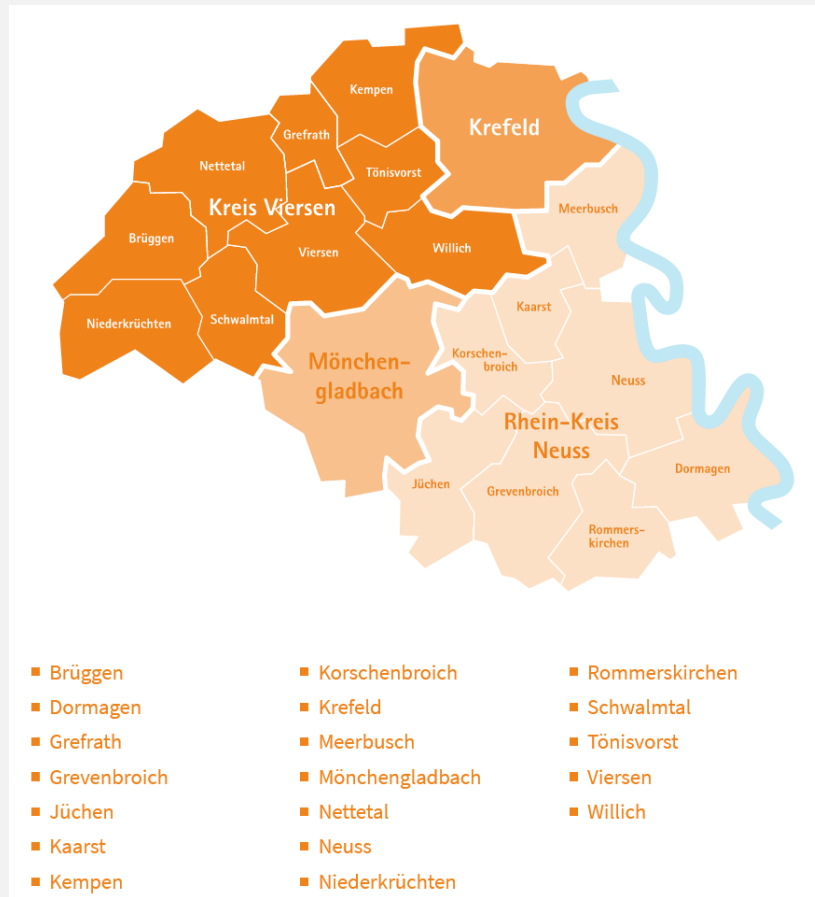 Kempen
Krefeld
Grefrath
Nettetal
Tönisvorst
Kreis Viersen
Meerbusch
Brüggen
Willich
Viersen
Kaarst
Niederkrüchten
Schwalmtal
Mönchen-
gladbach
Korschen-
broich
Neuss
Rhein-Kreis
Neuss
Dormagen
Jüchen
Grevenbroich
Rommers-
kirchen
Brüggen
Dormagen
Grefrath
Grevenbroich
Jüchen
Kaarst
Kempen
Korschenbroich
Krefeld
Meerbusch
Mönchengladbach
Nettetal
Neuss
Niederkrüchten
Rommerskirchen
Schwalmtal
Tönisvorst
Viersen
Willich